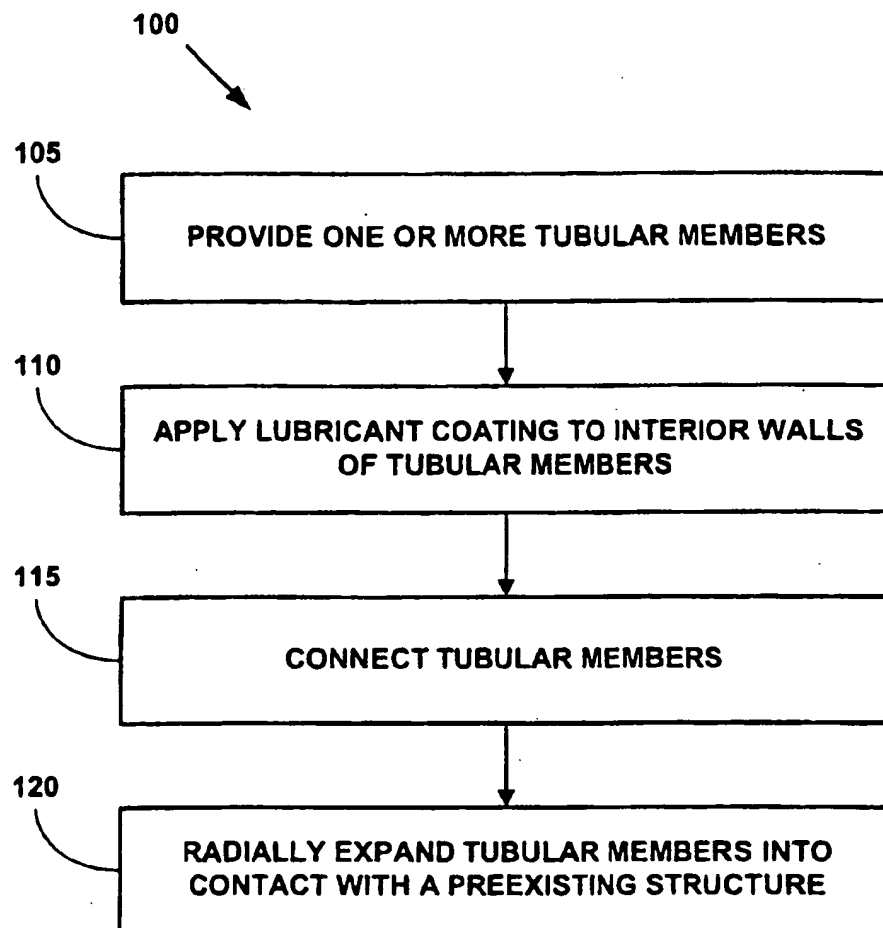 100
105
PROVIDE ONE OR MORE TUBULAR MEMBERS
110
APPLY LUBRICANT COATING TO INTERIOR WALLS
OF TUBULAR MEMBERS
115
CONNECT TUBULAR MEMBERS
120
RADIALLY EXPAND TUBULAR MEMBERS INTO
CONTACT WITH A PREEXISTING STRUCTURE